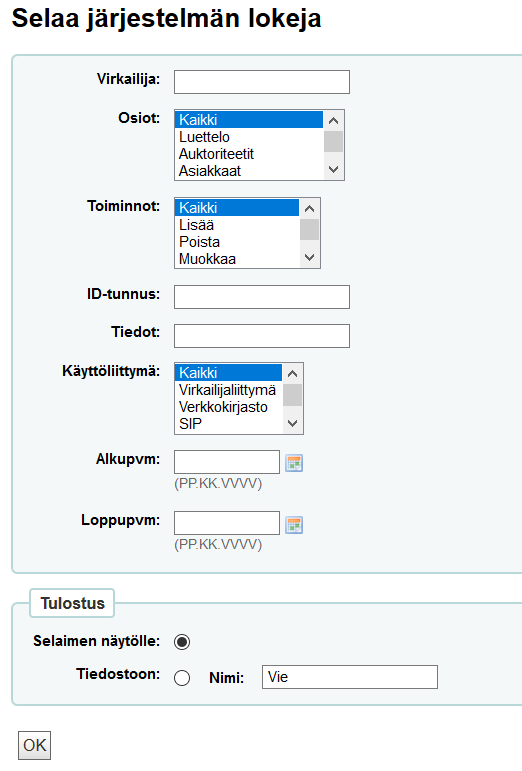 Selaa järjestelmän lokeja
Virkailija:
Osiot:
Kaikki
Luettelo
Auktoriteetit
Asiakkaat
Toiminnot:
Kaikki
Lisää
Poista
Muokkaa
ID-tunnus:
Tiedot:
Käyttöliittymä:
Kaikki
Virkailijaliittymä
Verkkokirjasto
SIP
Alkupvm:
(PP.KK.VVVV)
Loppupvm:
(PP.KK.VVVV)
Tulostus
Selaimen näytölle:
Tiedostoon: Nimi: Vie
OK